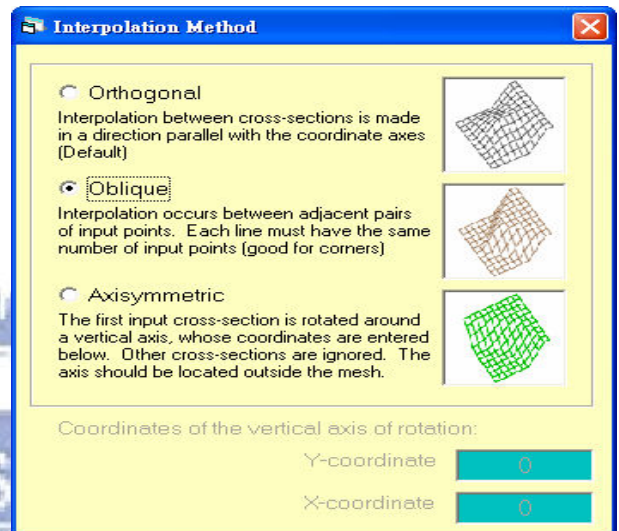 Interpolation Method
Orthogonal
Interpolation between cross-sections is made
in a direction parallel with the coordinate axes
(Default)
Oblique
Interpolation occurs between adjacent pairs
of input points. Each line must have the same
number of input points (good for corners)
Axisymmetric
The first input cross-section is rotated around
a vertical axis, whose coordinates are entered
below. Other cross-sections are ignored. The
axis should be located outside the mesh.
Coordinates of the vertical axis of rotation:
Y-coordinate 0
X-coordinate 0